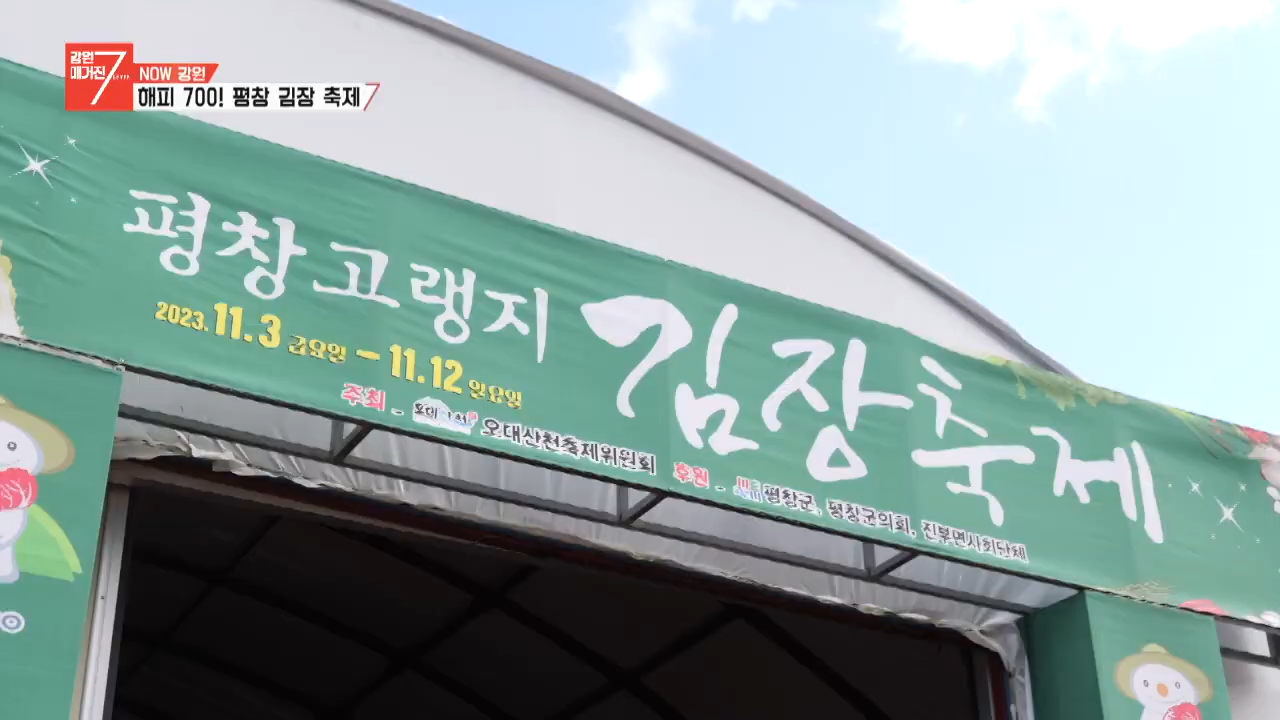 강원
매거진 7
NOW 강원
해피 700! 평창 김장 축제
평창고랭지 김장축제
2023. 11.3 금요일 - 11.12 일요일
주최 - 오대산천축제위원회 후원 - 평창군, 평창군의회, 진부면사회단체